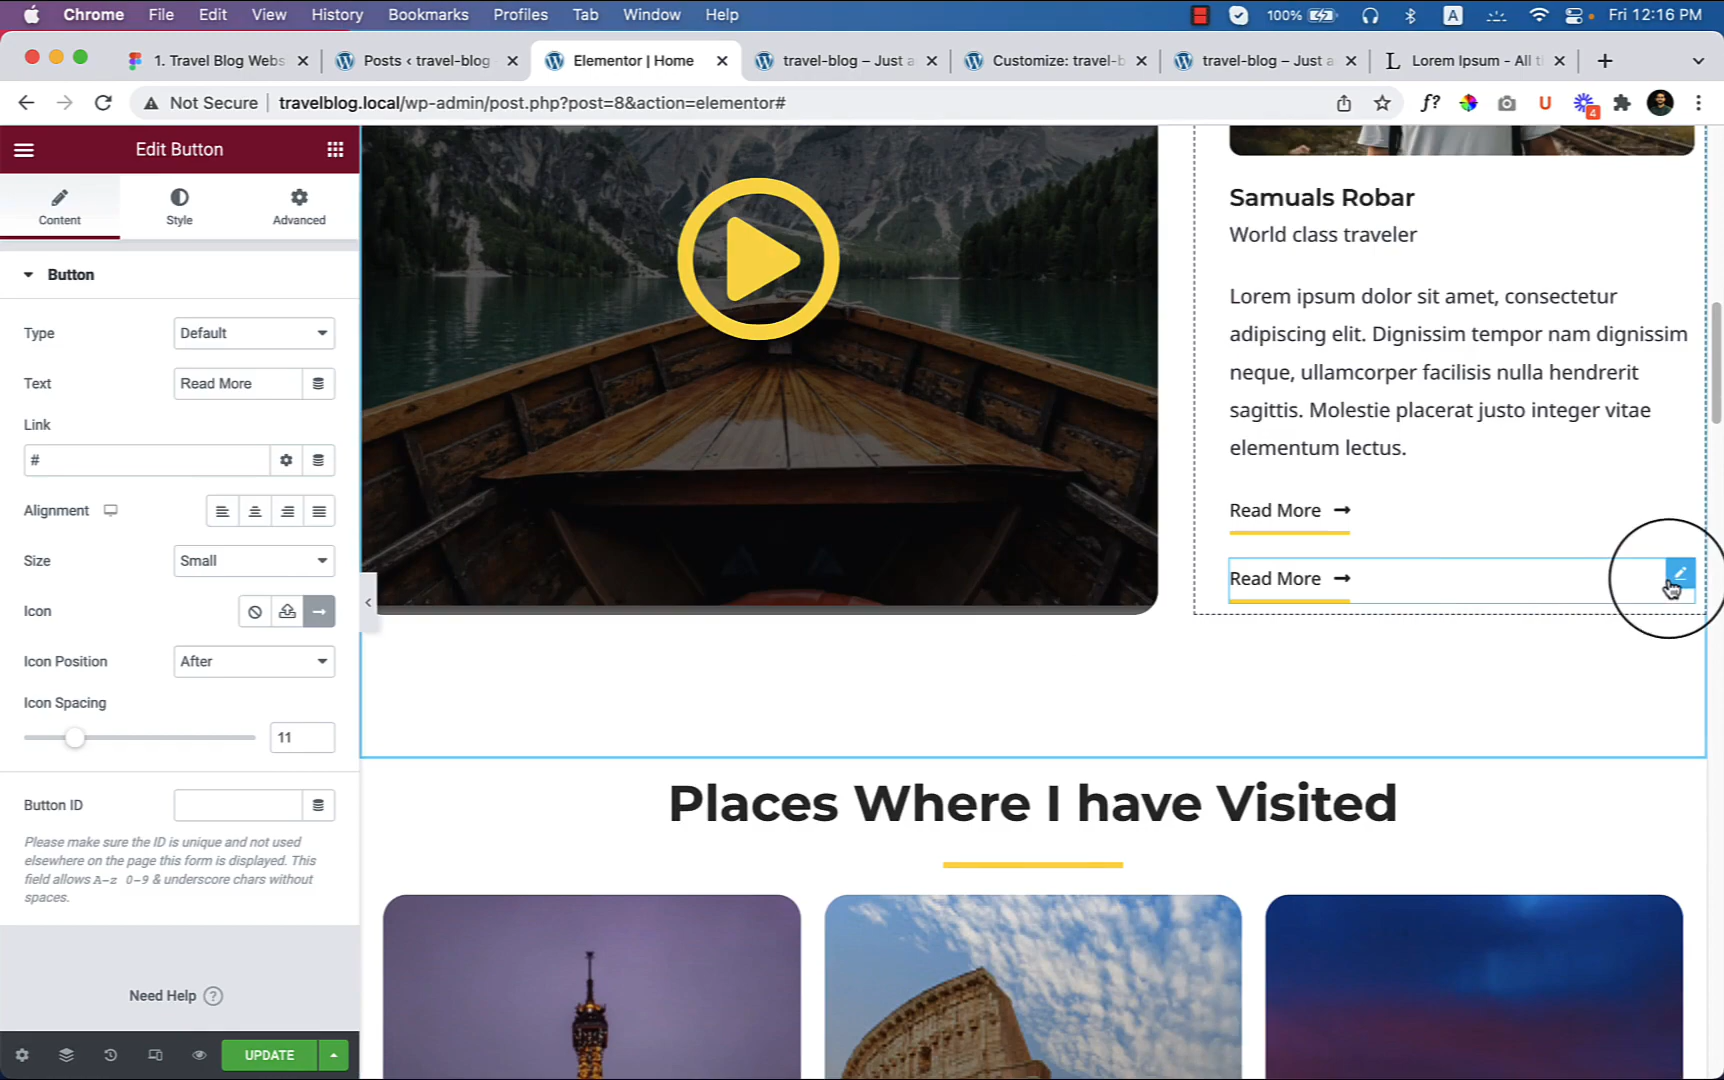 Chrome File Edit View History Bookmarks Profiles Tab Window Help 100% A Fri 12:16 PM
1. Travel Blog Webs Posts ‹ travel-blog Elementor | Home travel-blog – Just a Customize: travel-b travel-blog – Just a L Lorem Ipsum - All t
Not Secure travelblog.local/wp-admin/post.php?post=8&action=elementor# f? U 4
Edit Button
Content Style Advanced
Button
Type Default
Text Read More
Link
#
Alignment
Size Small
Icon
Icon Position After
Icon Spacing
11
Button ID
Please make sure the ID is unique and not used
elsewhere on the page this form is displayed. This
field allows A-z 0-9 & underscore chars without
spaces.
Need Help ?
UPDATE
Samuals Robar
World class traveler
Lorem ipsum dolor sit amet, consectetur
adipiscing elit. Dignissim tempor nam dignissim
neque, ullamcorper facilisis nulla hendrerit
sagittis. Molestie placerat justo integer vitae
elementum lectus.
Read More →
Read More →
Places Where I have Visited